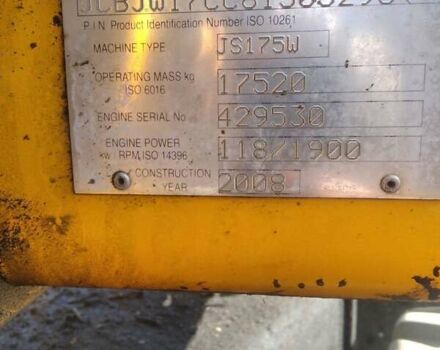 P I N Product Identification Number ISO 10261
MACHINE TYPE JS175W
OPERATING MASS kg 17520
ISO 6016
ENGINE SERIAL No 429530
ENGINE POWER 118/1900
kw / RPM, ISO 14396
CONSTRUCTION 2008
YEAR